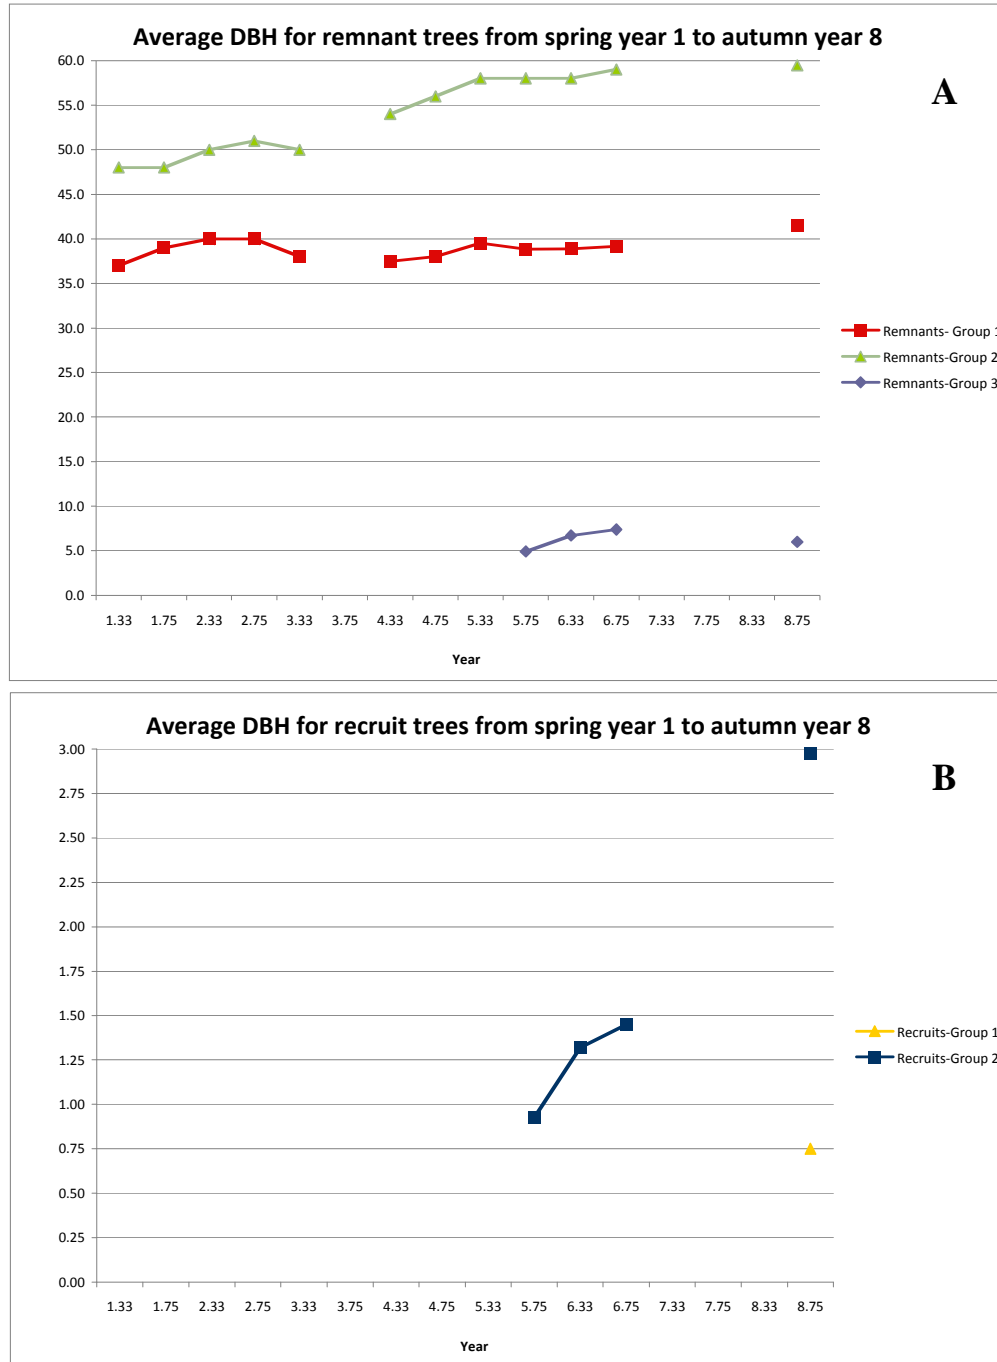 Average DBH for remnant trees from spring year 1 to autumn year 8
A
60.0
55.0
50.0
45.0
40.0
35.0
30.0
25.0
20.0
15.0
10.0
5.0
0.0
Remnants- Group 1
Remnants-Group 2
Remnants-Group 3
1.33 1.75 2.33 2.75 3.33 3.75 4.33 4.75 5.33 5.75 6.33 6.75 7.33 7.75 8.33 8.75
Year
Average DBH for recruit trees from spring year 1 to autumn year 8
B
3.00
2.75
2.50
2.25
2.00
1.75
1.50
1.25
1.00
0.75
0.50
0.25
0.00
Recruits-Group 1
Recruits-Group 2
1.33 1.75 2.33 2.75 3.33 3.75 4.33 4.75 5.33 5.75 6.33 6.75 7.33 7.75 8.33 8.75
Year